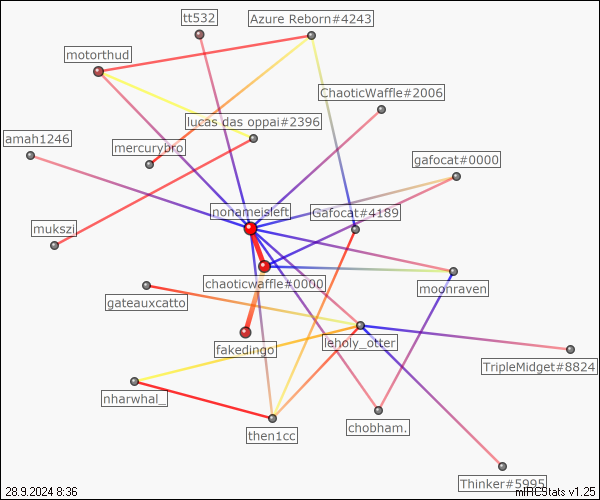 tt532
Azure Reborn#4243
motorthud
ChaoticWaffle#2006
lucas das oppai#2396
amah1246
mercurybro
gafocat#0000
nonameisleft
Gafocat#4189
mukszi
chaoticwaffle#0000
moonraven
gateauxcatto
fakedingo
leholy_otter
TripleMidget#8824
nharwhal_
then1cc
chobham.
Thinker#5995
28.9.2024 8:36
mIRCStats v1.25